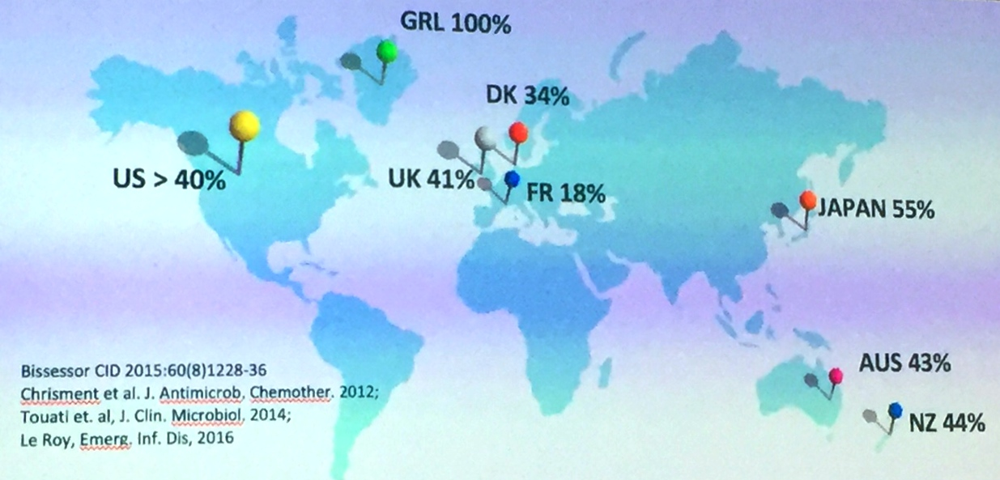 GRL 100%
DK 34%
US > 40%
UK 41%
FR 18%
JAPAN 55%
AUS 43%
NZ 44%
Bissessor CID 2015:60(8)1228-36
Chrisment et al. J. Antimicrob, Chemother. 2012;
Touati et. al, J. Clin. Microbiol. 2014;
Le Roy, Emerg. Inf. Dis, 2016